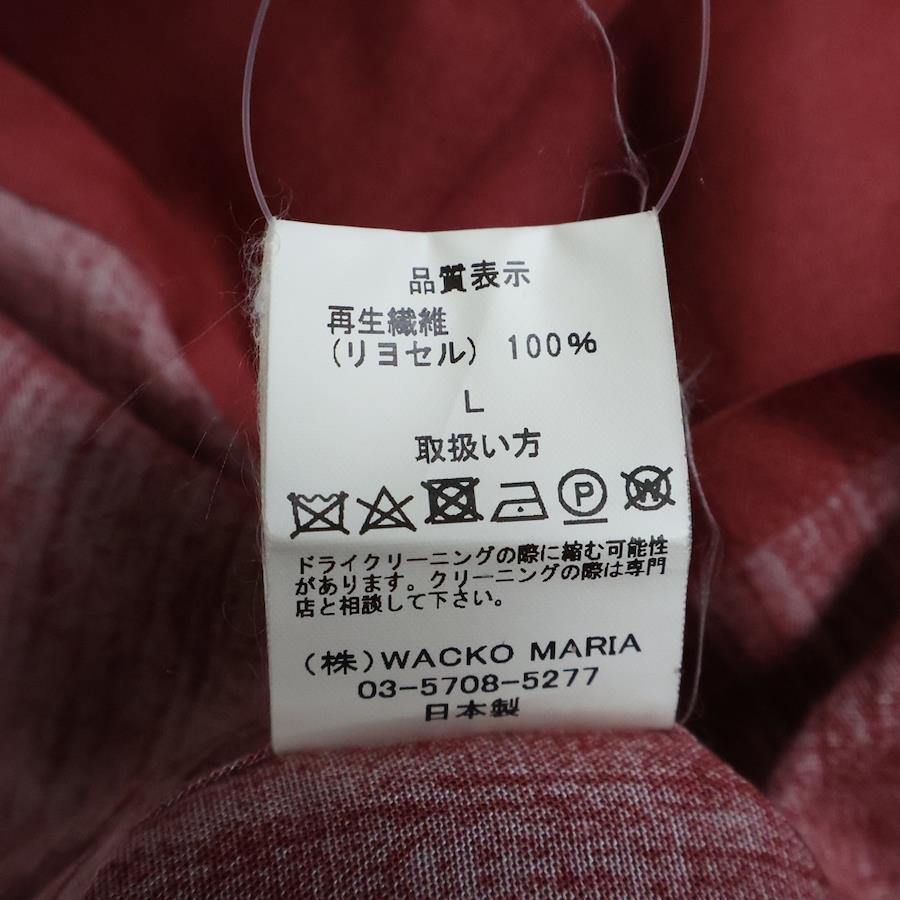 品質表示
再生繊維
(リヨセル) 100%
L
取扱い方
P W
ドライクリーニングの際に縮む可能性
があります。クリーニングの際は専門
店と相談して下さい。
(株)WACKO MARIA
03-5708-5277
日本製